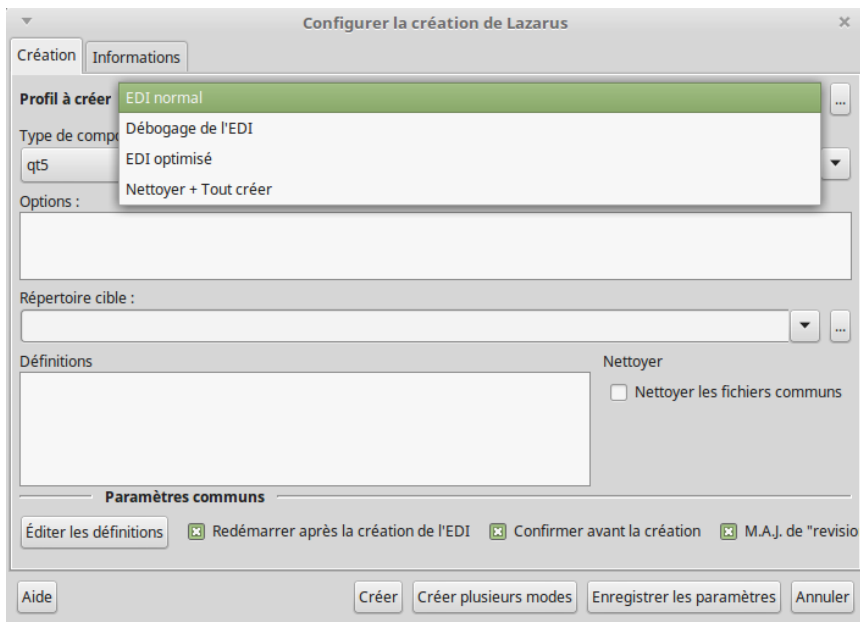 Configurer la création de Lazarus
Création Informations
Profil à créer EDI normal ...
Débogage de l'EDI
Type de compo
EDI optimisé
qt5
Nettoyer + Tout créer
Options :
Répertoire cible :
...
Définitions Nettoyer
Nettoyer les fichiers communs
Paramètres communs
Éditer les définitions Redémarrer après la création de l'EDI Confirmer avant la création M.A.J. de "revisio
Aide Créer Créer plusieurs modes Enregistrer les paramètres Annuler